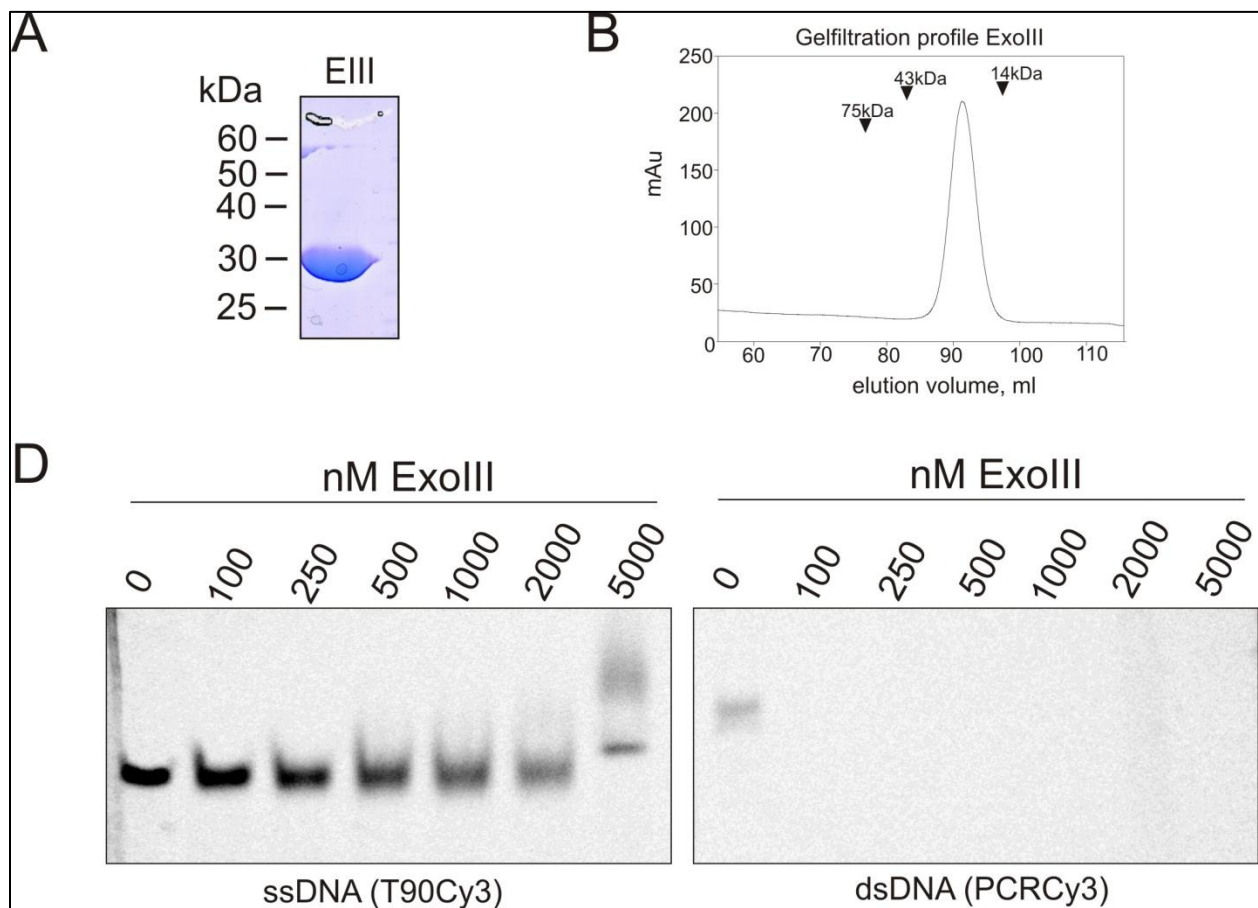 A
EIII
kDa
60
50
40
30
25
B
Gelfiltration profile ExoIII
250
200
150
100
50
0
mAu
75kDa
43kDa
14kDa
60 70 80 90 100 110
elution volume, ml
D
nM ExoIII
0 100 250 500 1000 2000 5000
ssDNA (T90Cy3)
nM ExoIII
0 100 250 500 1000 2000 5000
dsDNA (PCRCy3)